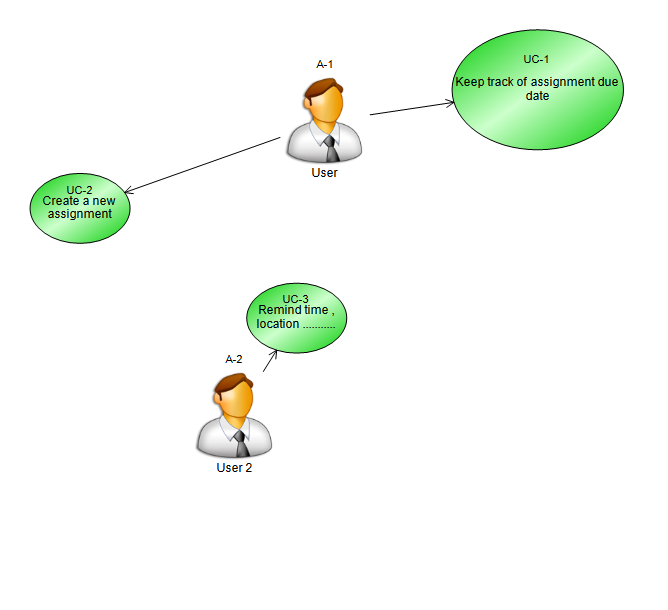 A-1
User
UC-1
Keep track of assignment due
date
UC-2
Create a new
assignment
UC-3
Remind time ,
location ...........
A-2
User 2